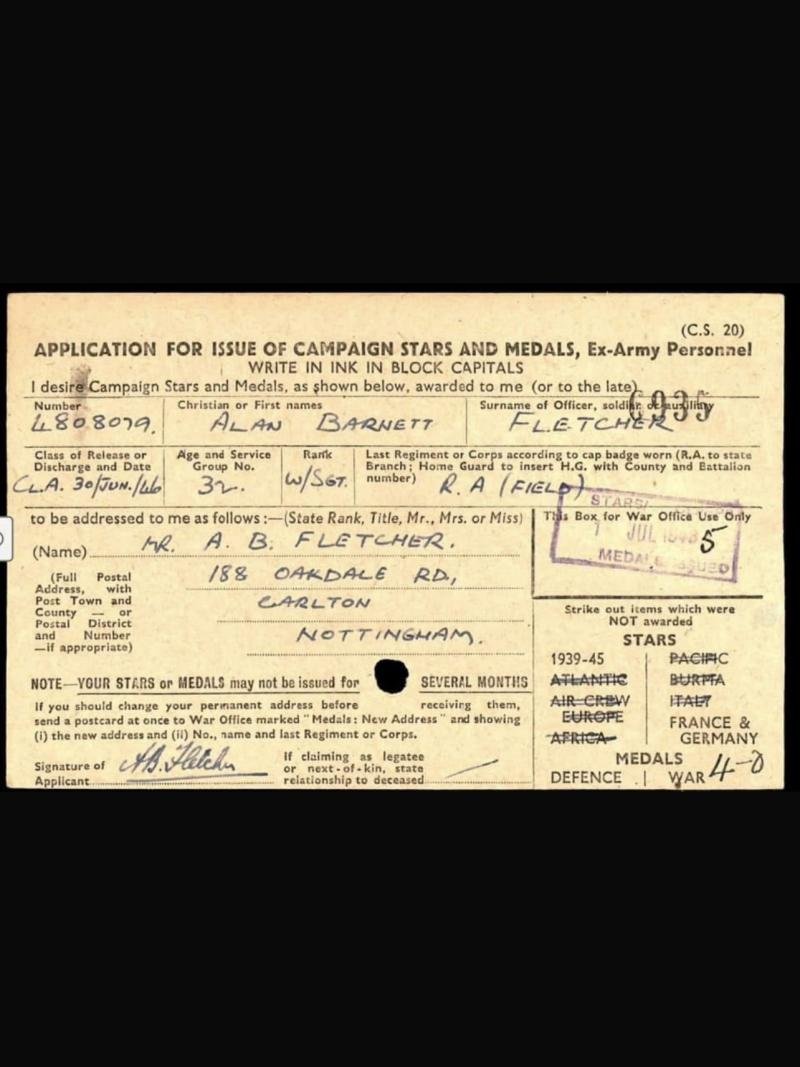 (C.S. 20)
APPLICATION FOR ISSUE OF CAMPAIGN STARS AND MEDALS, Ex-Army Personnel
WRITE IN INK IN BLOCK CAPITALS
I desire Campaign Stars and Medals, as shown below, awarded to me (or to the late)
6935
Number Christian or First names Surname of Officer, soldier or auxiliary
4808079. ALAN BARNETT FLETCHER
Class of Release or Discharge and Date
CL.A. 30/JUN./46
Age and Service Group No.
32.
Rank
W/SGT.
Last Regiment or Corps according to cap badge worn (R.A. to state
Branch; Home Guard to insert H.G. with County and Battalion
number) R.A (FIELD)
to be addressed to me as follows:—(State Rank, Title, Mr., Mrs. or Miss)
(Name) MR. A. B. FLETCHER.
(Full Postal
Address, with
Post Town and
County — or
Postal District
and Number
—if appropriate)
188 OAKDALE RD,
CARLTON
NOTTINGHAM.
This Box for War Office Use Only
STARS/
JUL
5
MEDALS ISSUED
NOTE—YOUR STARS or MEDALS may not be issued for SEVERAL MONTHS
If you should change your permanent address before receiving them,
send a postcard at once to War Office marked "Medals: New Address" and showing
(i) the new address and (ii) No., name and last Regiment or Corps.
Signature of
Applicant
A.B. Fletcher
If claiming as legatee
or next-of-kin, state
relationship to deceased
Strike out items which were
NOT awarded
STARS
1939-45 PACIFIC
ATLANTIC BURMA
AIR CREW ITALY
EUROPE FRANCE &
AFRICA GERMANY
MEDALS
DEFENCE WAR 4-0